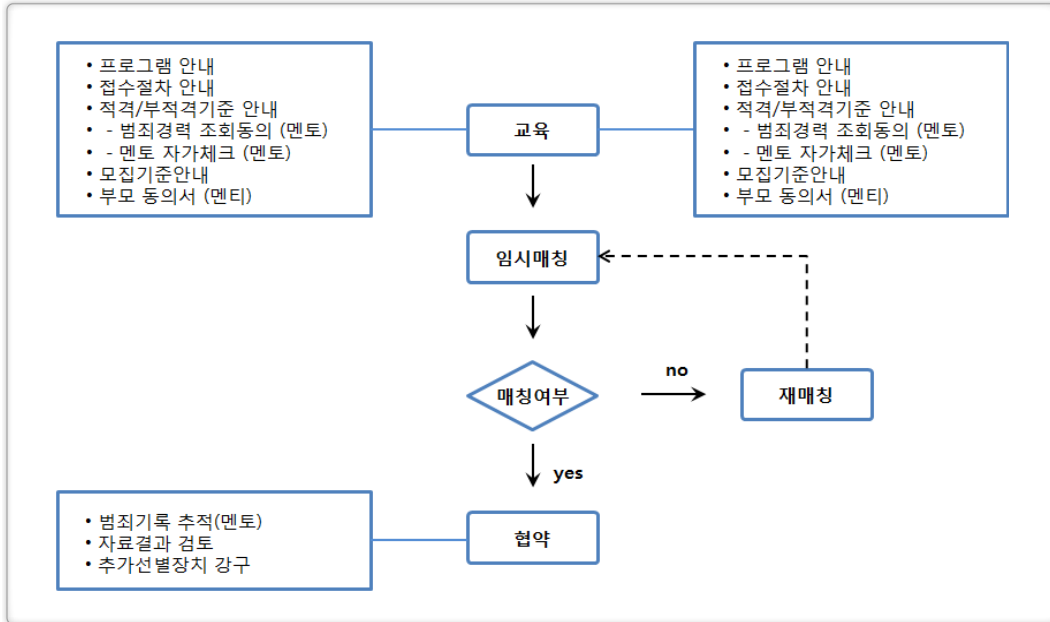 • 프로그램 안내
• 접수절차 안내
• 적격/부적격기준 안내
• - 범죄경력 조회동의 (멘토)
• - 멘토 자가체크 (멘토)
• 모집기준안내
• 부모 동의서 (멘티)
교육
• 프로그램 안내
• 접수절차 안내
• 적격/부적격기준 안내
• - 범죄경력 조회동의 (멘토)
• - 멘토 자가체크 (멘토)
• 모집기준안내
• 부모 동의서 (멘티)
임시매칭
매칭여부
no
재매칭
yes
• 범죄기록 추적(멘토)
• 자료결과 검토
• 추가선별장치 강구
협약